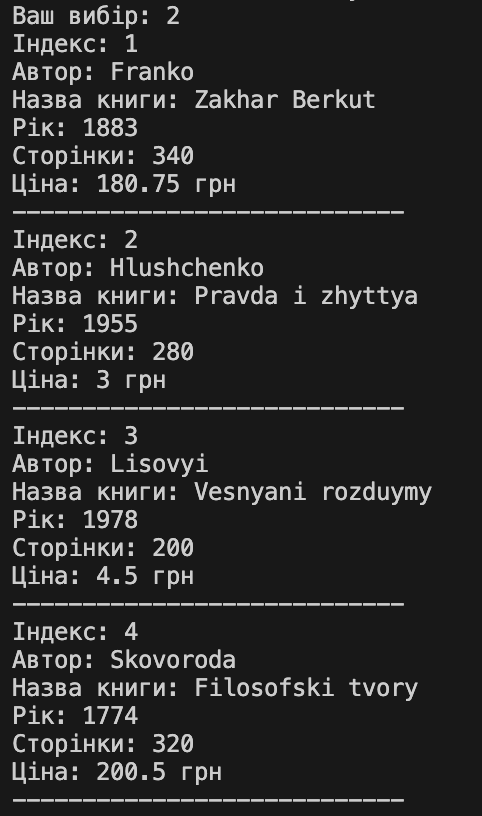 Ваш вибір: 2
Індекс: 1
Автор: Franko
Назва книги: Zakhar Berkut
Рік: 1883
Сторінки: 340
Ціна: 180.75 грн
----------------------------
Індекс: 2
Автор: Hlushchenko
Назва книги: Pravda i zhyttya
Рік: 1955
Сторінки: 280
Ціна: 3 грн
----------------------------
Індекс: 3
Автор: Lisovyi
Назва книги: Vesnyani rozduymy
Рік: 1978
Сторінки: 200
Ціна: 4.5 грн
----------------------------
Індекс: 4
Автор: Skovoroda
Назва книги: Filosofski tvory
Рік: 1774
Сторінки: 320
Ціна: 200.5 грн
----------------------------